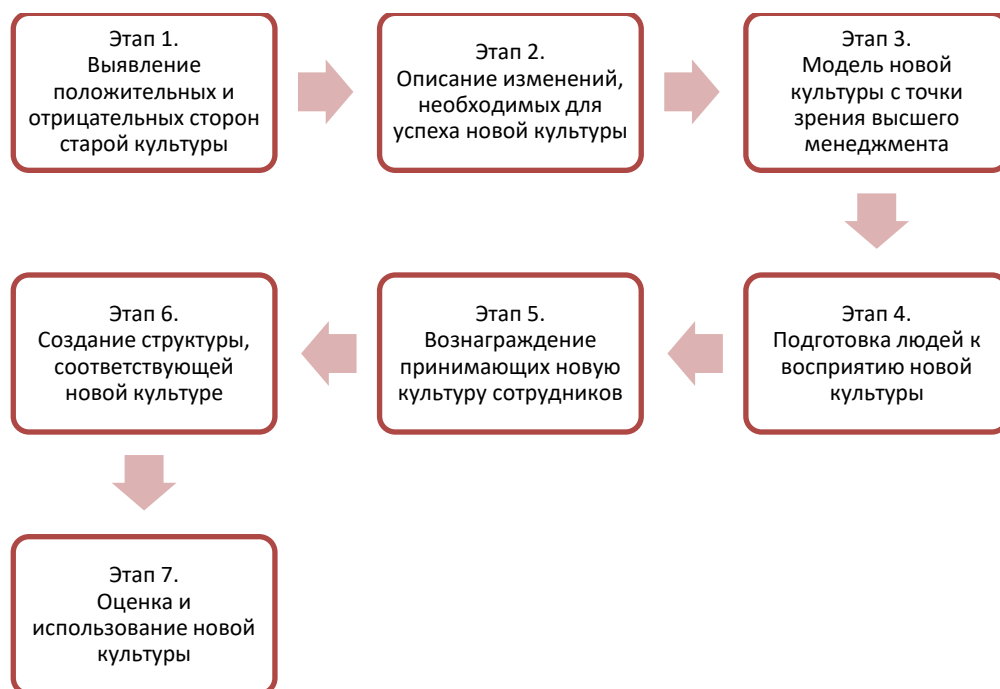 Этап 1.
Выявление
положительных и
отрицательных сторон
старой культуры
Этап 2.
Описание изменений,
необходимых для
успеха новой культуры
Этап 3.
Модель новой
культуры с точки
зрения высшего
менеджмента
Этап 4.
Подготовка людей к
восприятию новой
культуры
Этап 5.
Вознаграждение
принимающих новую
культуру сотрудников
Этап 6.
Создание структуры,
соответствующей
новой культуре
Этап 7.
Оценка и
использование новой
культуры